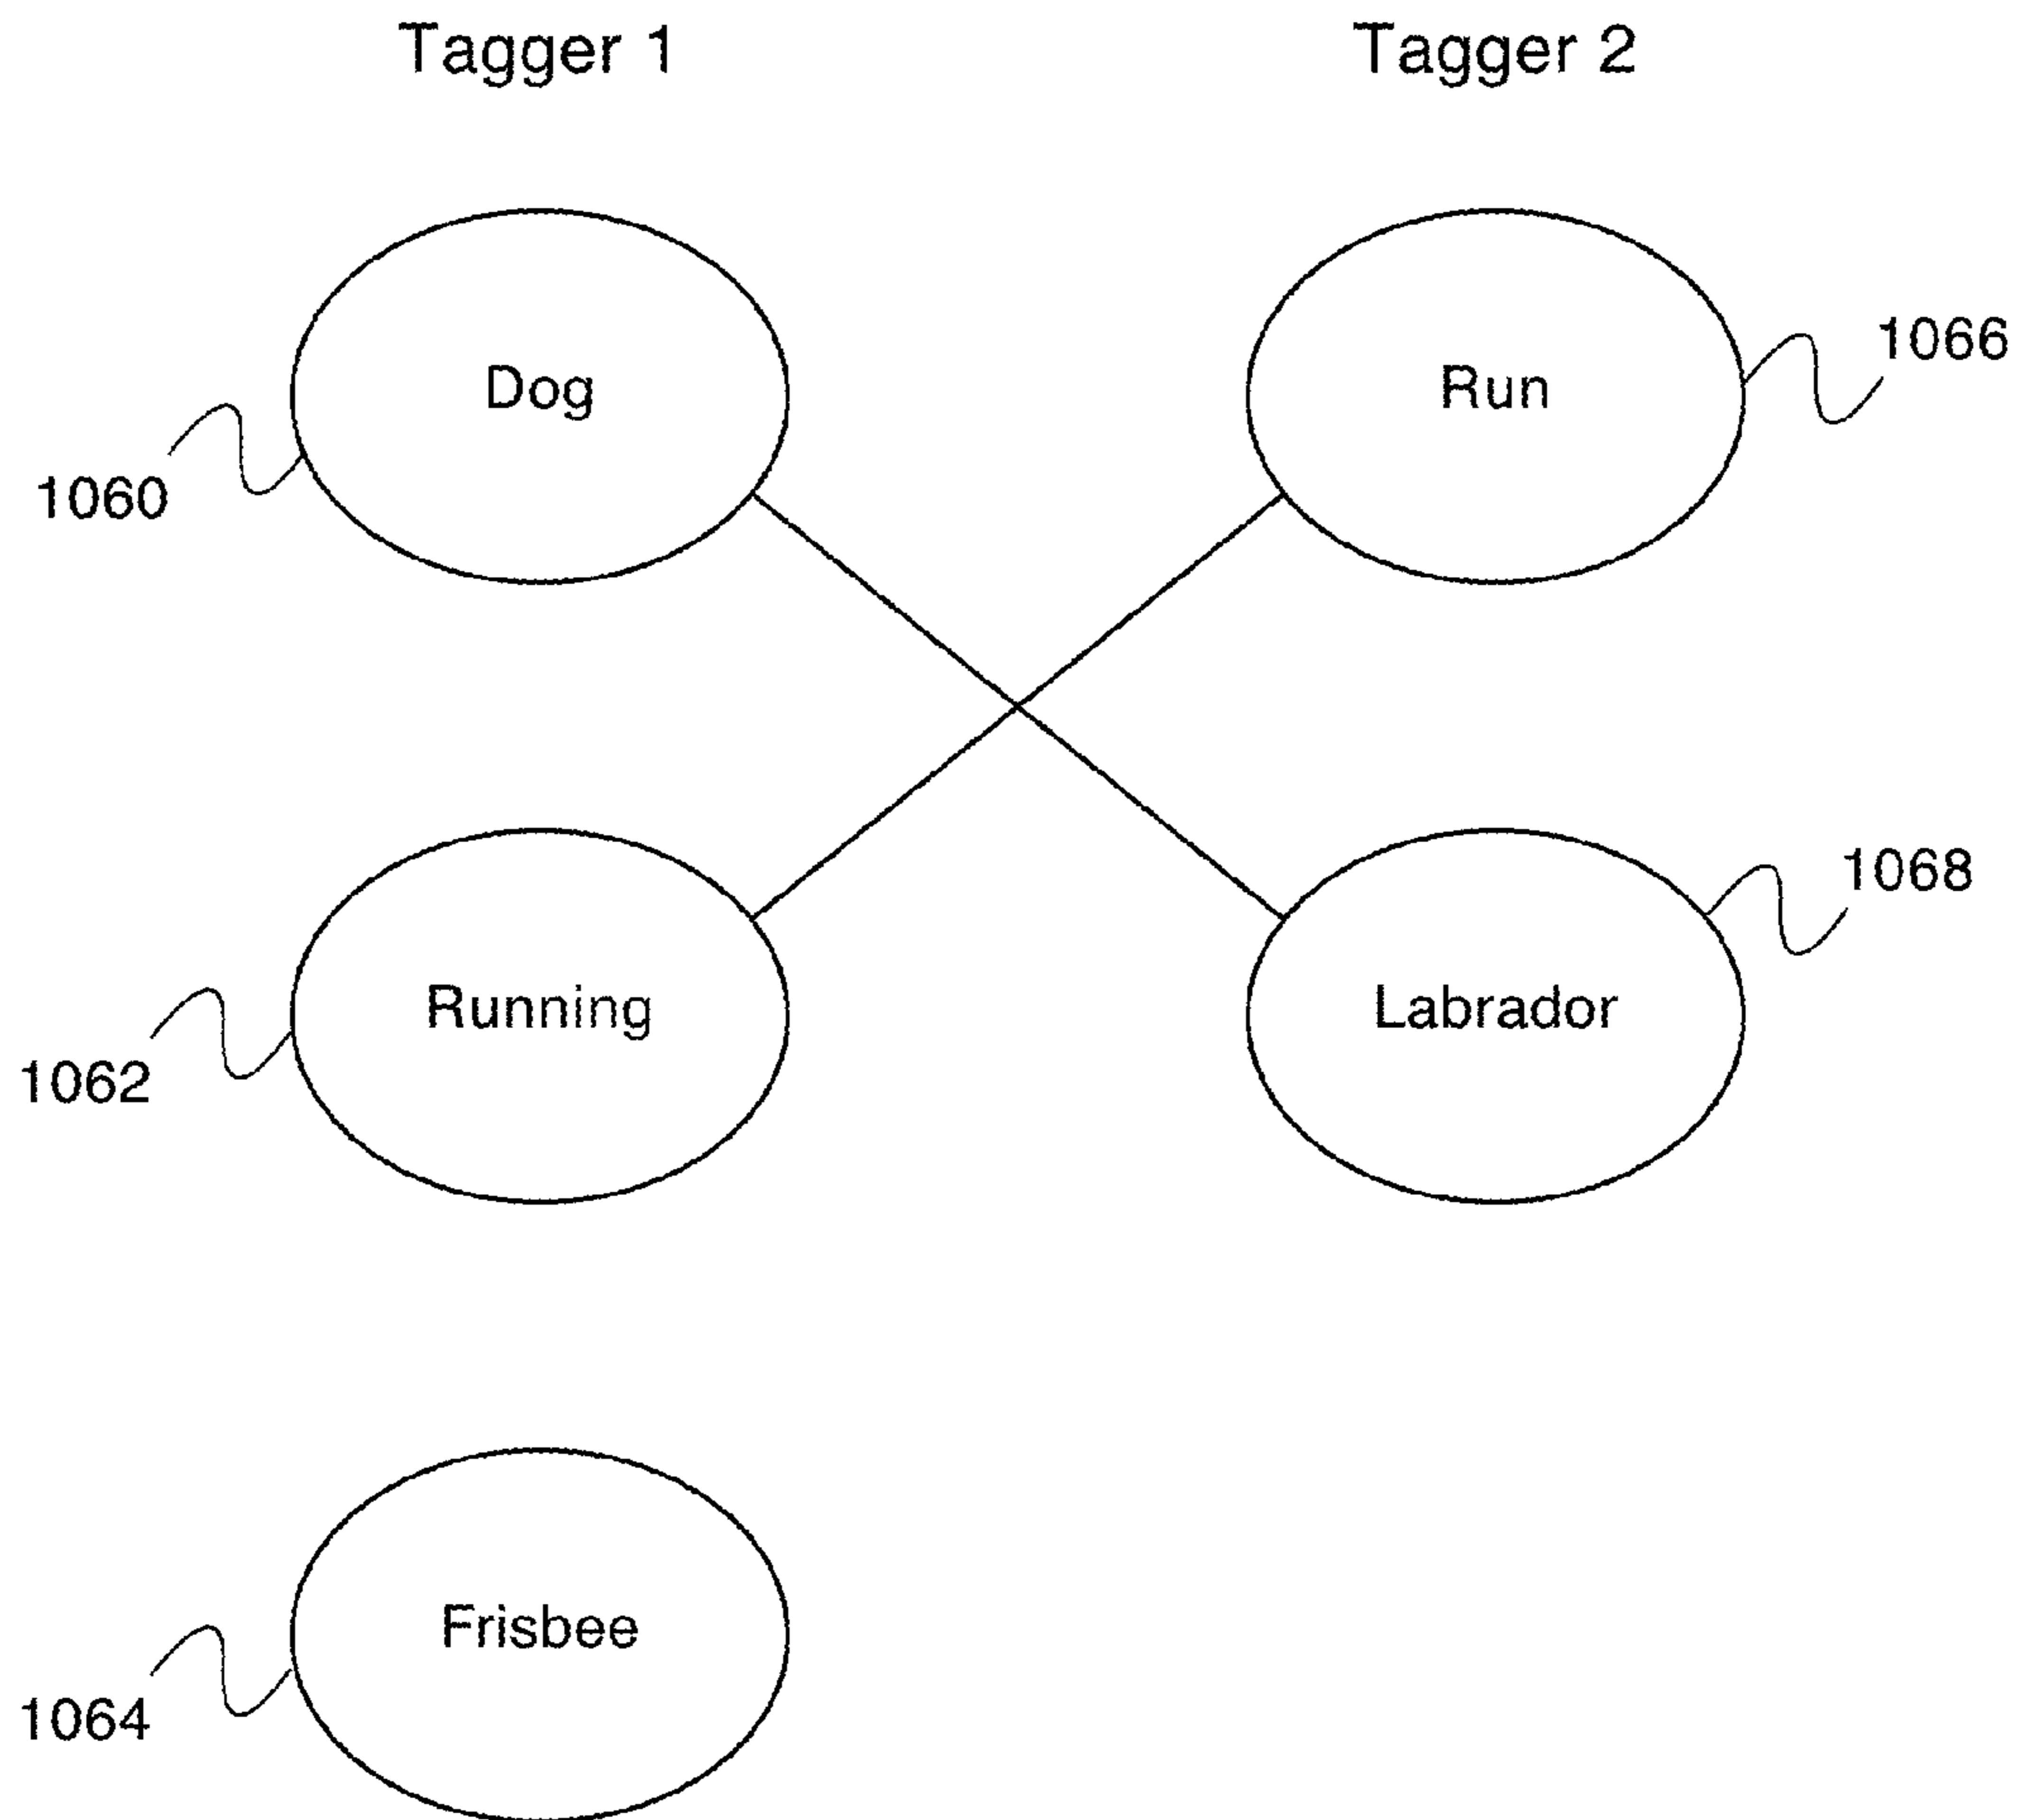 Tagger 1
Tagger 2
Dog
Run
1066
1060
Running
Labrador
1068
1062
Frisbee
1064